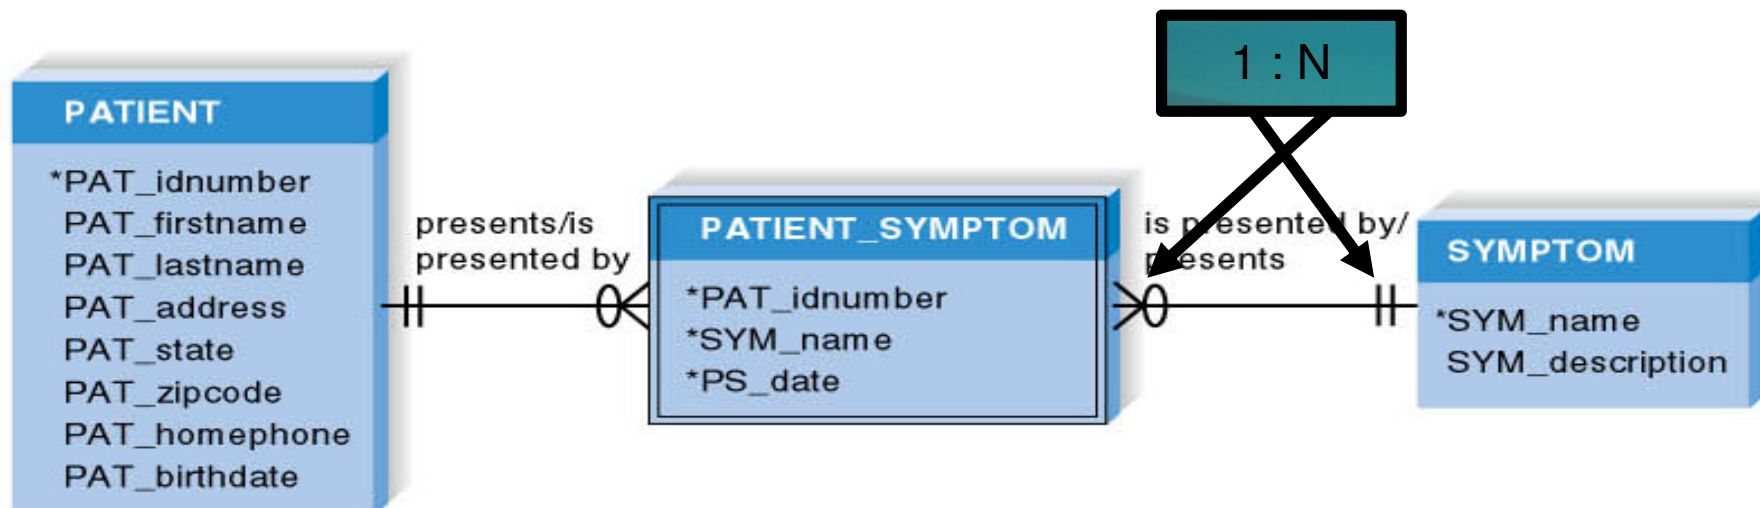 1 : N
PATIENT
*PAT_idnumber
PAT_firstname
PAT_lastname
PAT_address
PAT_state
PAT_zipcode
PAT_homephone
PAT_birthdate
presents/is
presented by
PATIENT_SYMPTOM
*PAT_idnumber
*SYM_name
*PS_date
is presented by/
presents
SYMPTOM
*SYM_name
SYM_description